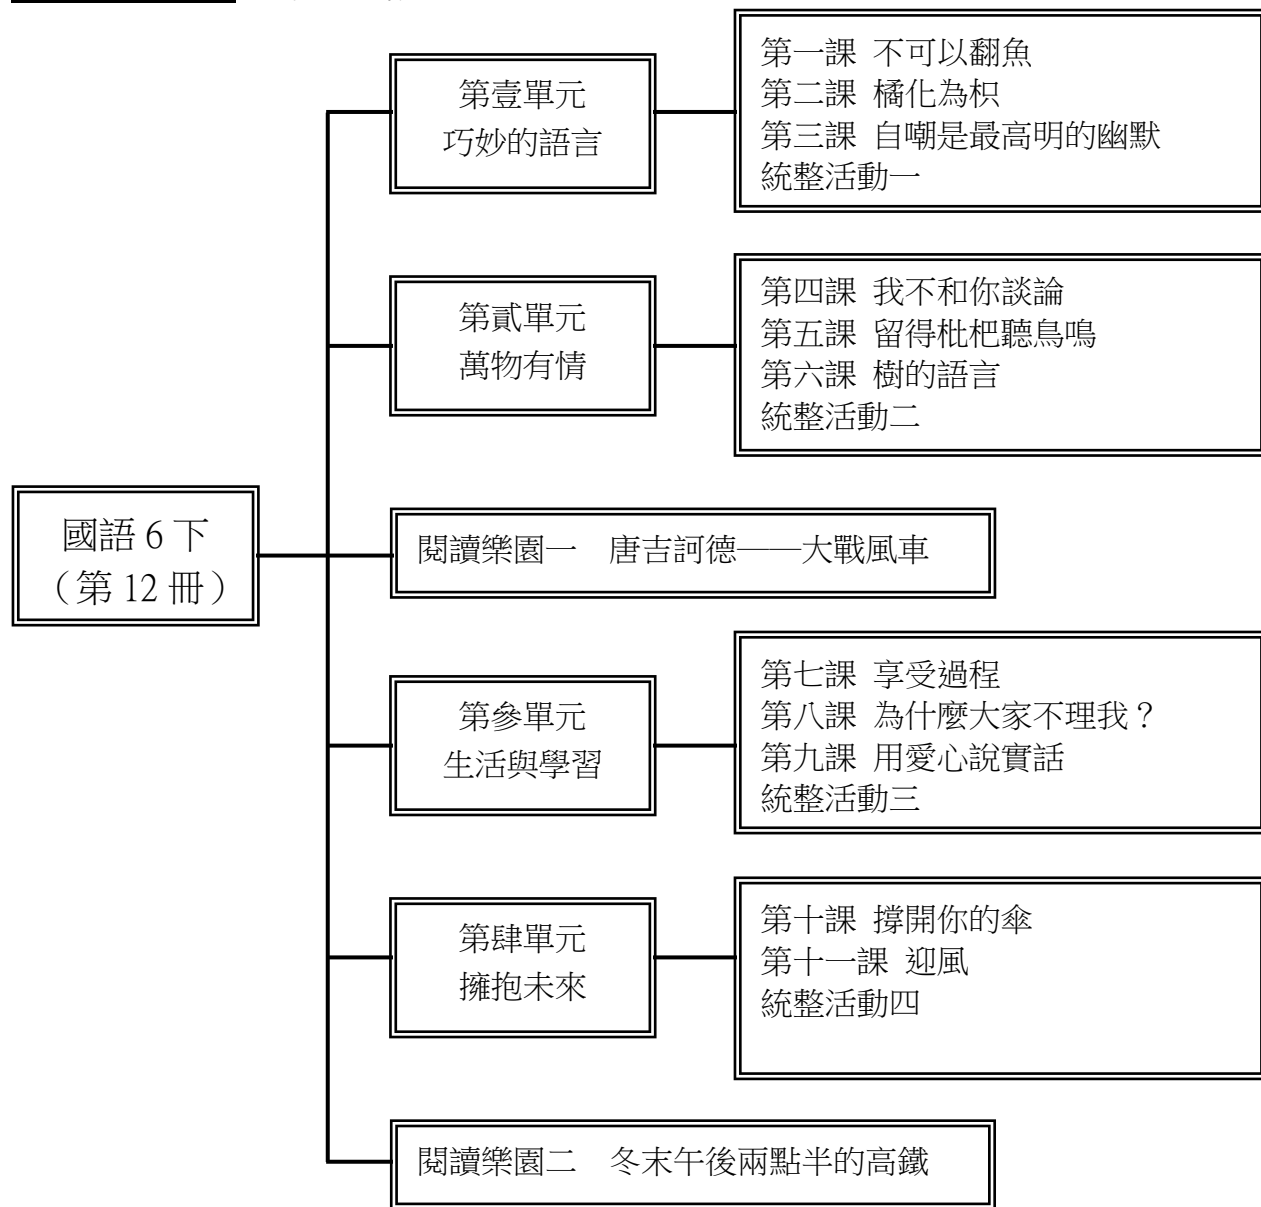 第壹單元
巧妙的語言
第一課 不可以翻魚
第二課 橘化為枳
第三課 自嘲是最高明的幽默
統整活動一
第貳單元
萬物有情
第四課 我不和你談論
第五課 留得枇杷聽鳥鳴
第六課 樹的語言
統整活動二
國語 6 下
（第 12 冊）
閱讀樂園一 唐吉訶德——大戰風車
第參單元
生活與學習
第七課 享受過程
第八課 為什麼大家不理我？
第九課 用愛心說實話
統整活動三
第肆單元
擁抱未來
第十課 撐開你的傘
第十一課 迎風
統整活動四
閱讀樂園二 冬末午後兩點半的高鐵